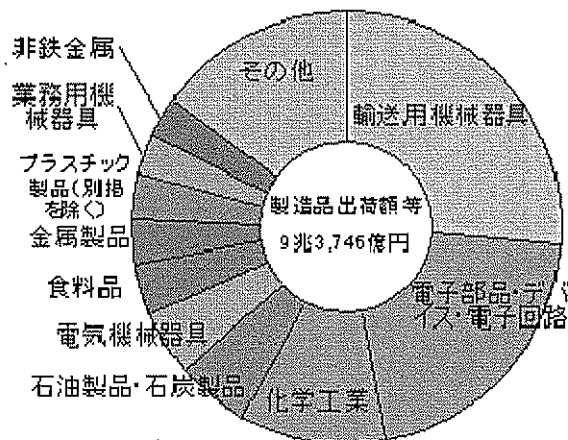 非鉄金属
その他
業務用機
械器具
輸送用機械器具
プラスチック
製品(別掲
を除く)
製造品出荷額等
9兆3,746億円
金属製品
食料品
電子部品・デバ
イス・電子回路
電気機械器具
石油製品・石炭製品
化学工業